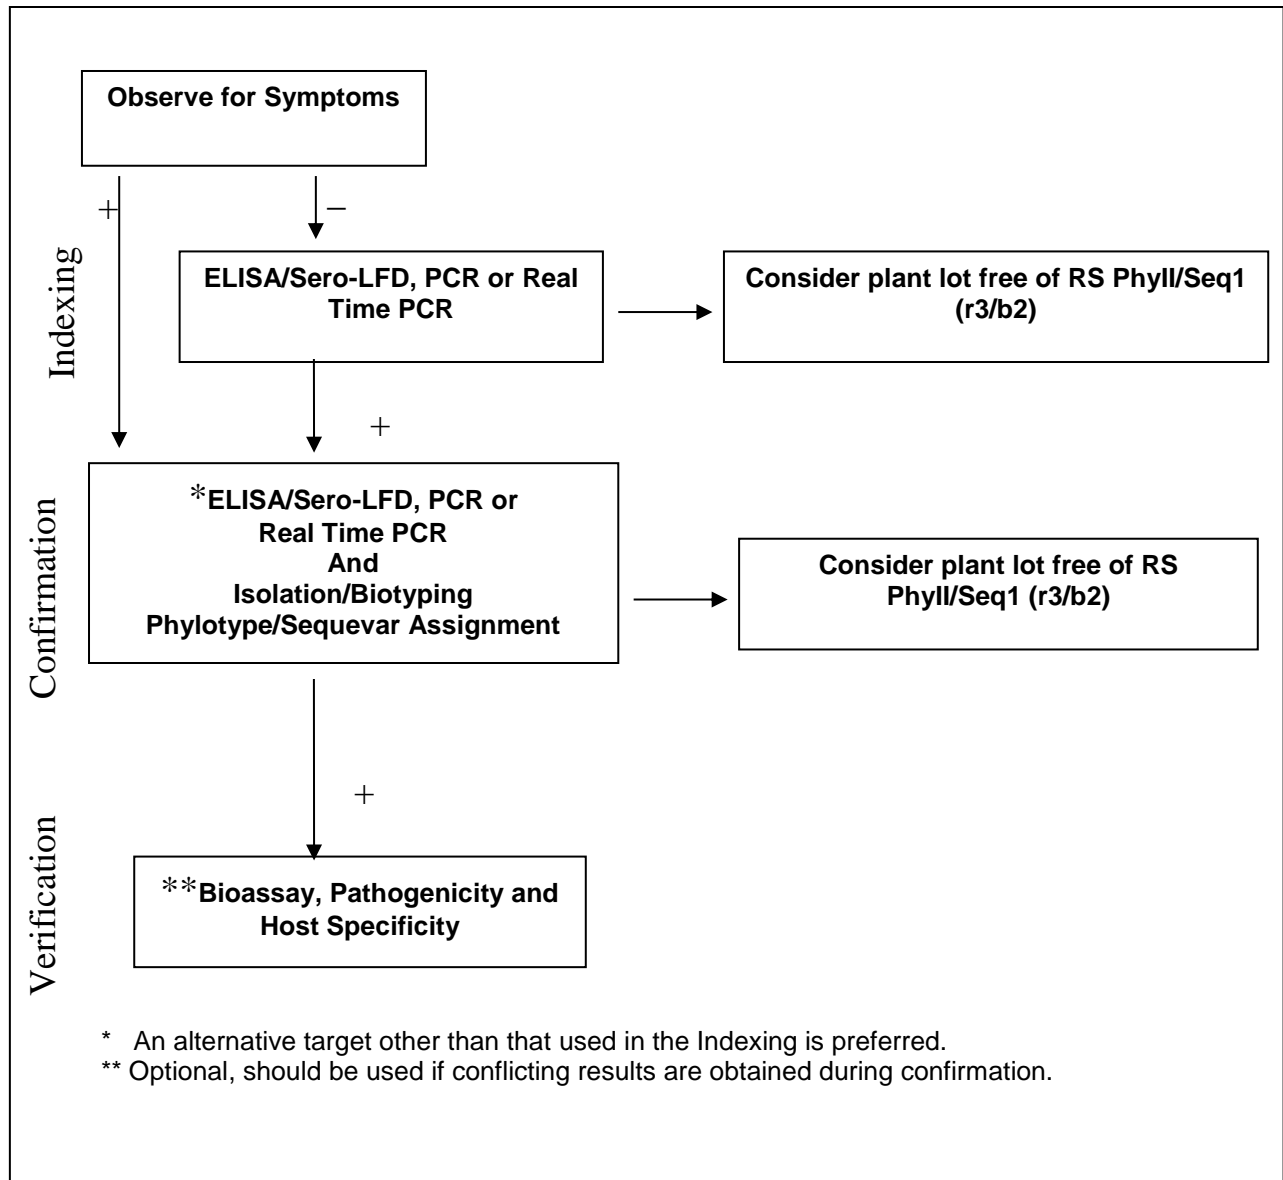 Observe for Symptoms
+
−
Indexing
ELISA/Sero-LFD, PCR or Real
Time PCR
Consider plant lot free of RS PhyII/Seq1
(r3/b2)
+
Confirmation
*ELISA/Sero-LFD, PCR or
Real Time PCR
And
Isolation/Biotyping
Phylotype/Sequevar Assignment
Consider plant lot free of RS
PhyII/Seq1 (r3/b2)
+
Verification
**Bioassay, Pathogenicity and
Host Specificity
* An alternative target other than that used in the Indexing is preferred.
** Optional, should be used if conflicting results are obtained during confirmation.